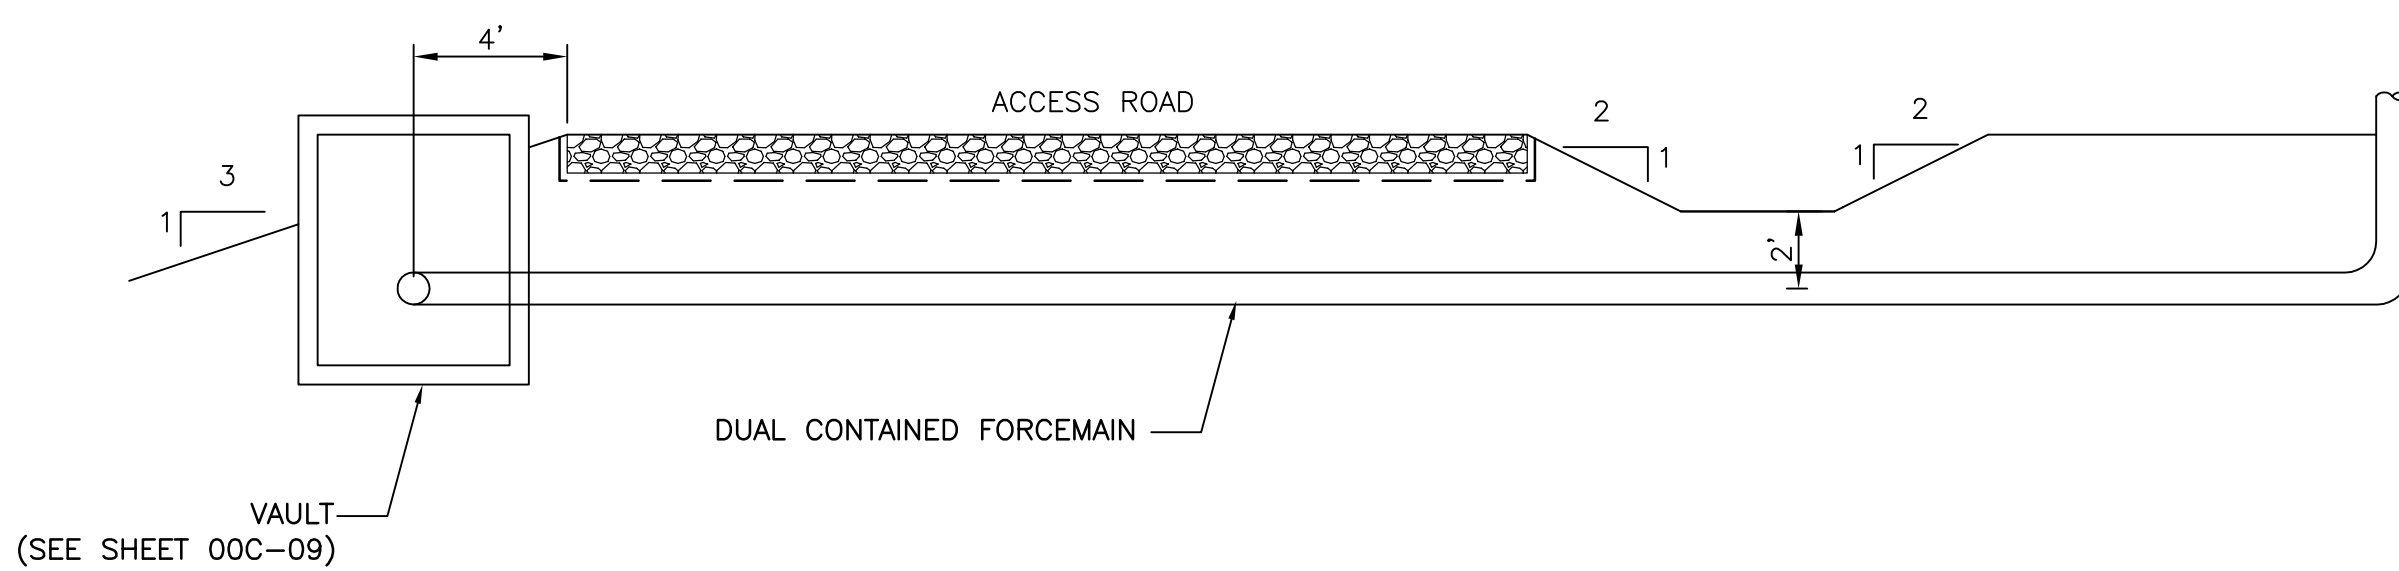 4'
ACCESS ROAD
2
1
2
1
3
1
2'
DUAL CONTAINED FORCEMAIN
VAULT
(SEE SHEET 00C-09)